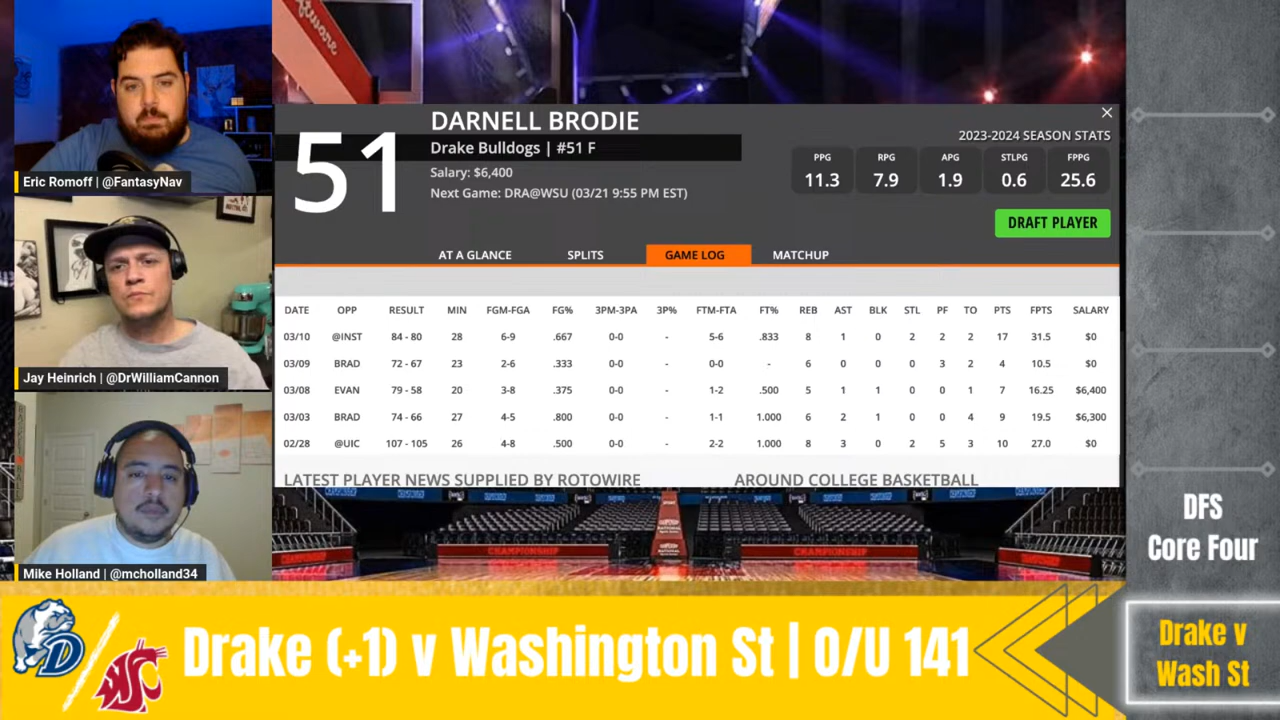 Eric Romoff | @FantasyNav
Jay Heinrich | @DrWilliamCannon
Mike Holland | @mcholland34
51
DARNELL BRODIE
Drake Bulldogs | #51 F
Salary: $6,400
Next Game: DRA@WSU (03/21 9:55 PM EST)
2023-2024 SEASON STATS
PPG RPG APG STLPG FPPG
11.3 7.9 1.9 0.6 25.6
DRAFT PLAYER
AT A GLANCE SPLITS GAME LOG MATCHUP
DATE OPP RESULT MIN FGM-FGA FG% 3PM-3PA 3P% FTM-FTA FT% REB AST BLK STL PF TO PTS FPTS SALARY
03/10 @INST 84 - 80 28 6-9 .667 0-0 - 5-6 .833 8 1 0 2 2 2 17 31.5 $0
03/09 BRAD 72 - 67 23 2-6 .333 0-0 - 0-0 - 6 0 0 0 3 2 4 10.5 $0
03/08 EVAN 79 - 58 20 3-8 .375 0-0 - 1-2 .500 5 1 1 0 0 1 7 16.25 $6,400
03/03 BRAD 74 - 66 27 4-5 .800 0-0 - 1-1 1.000 6 2 1 0 0 4 9 19.5 $6,300
02/28 @UIC 107 - 105 26 4-8 .500 0-0 - 2-2 1.000 8 3 0 2 5 3 10 27.0 $0
LATEST PLAYER NEWS SUPPLIED BY ROTOWIRE AROUND COLLEGE BASKETBALL
CHAMPIONSHIP CHAMPIONSHIP
DFS
Core Four
Drake v
Wash St
D
WSC
Drake (+1) v Washington St | O/U 141